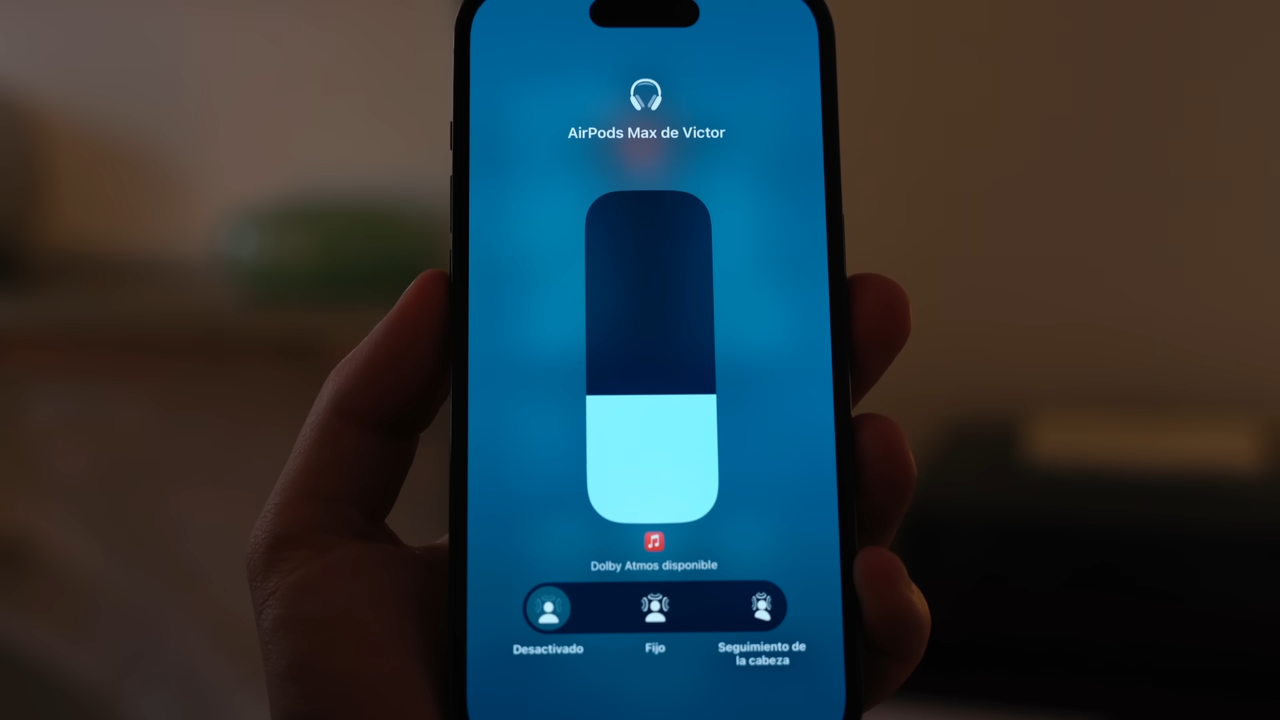 AirPods Max de Victor
Dolby Atmos disponible
Desactivado
Fijo
Seguimiento de
la cabeza